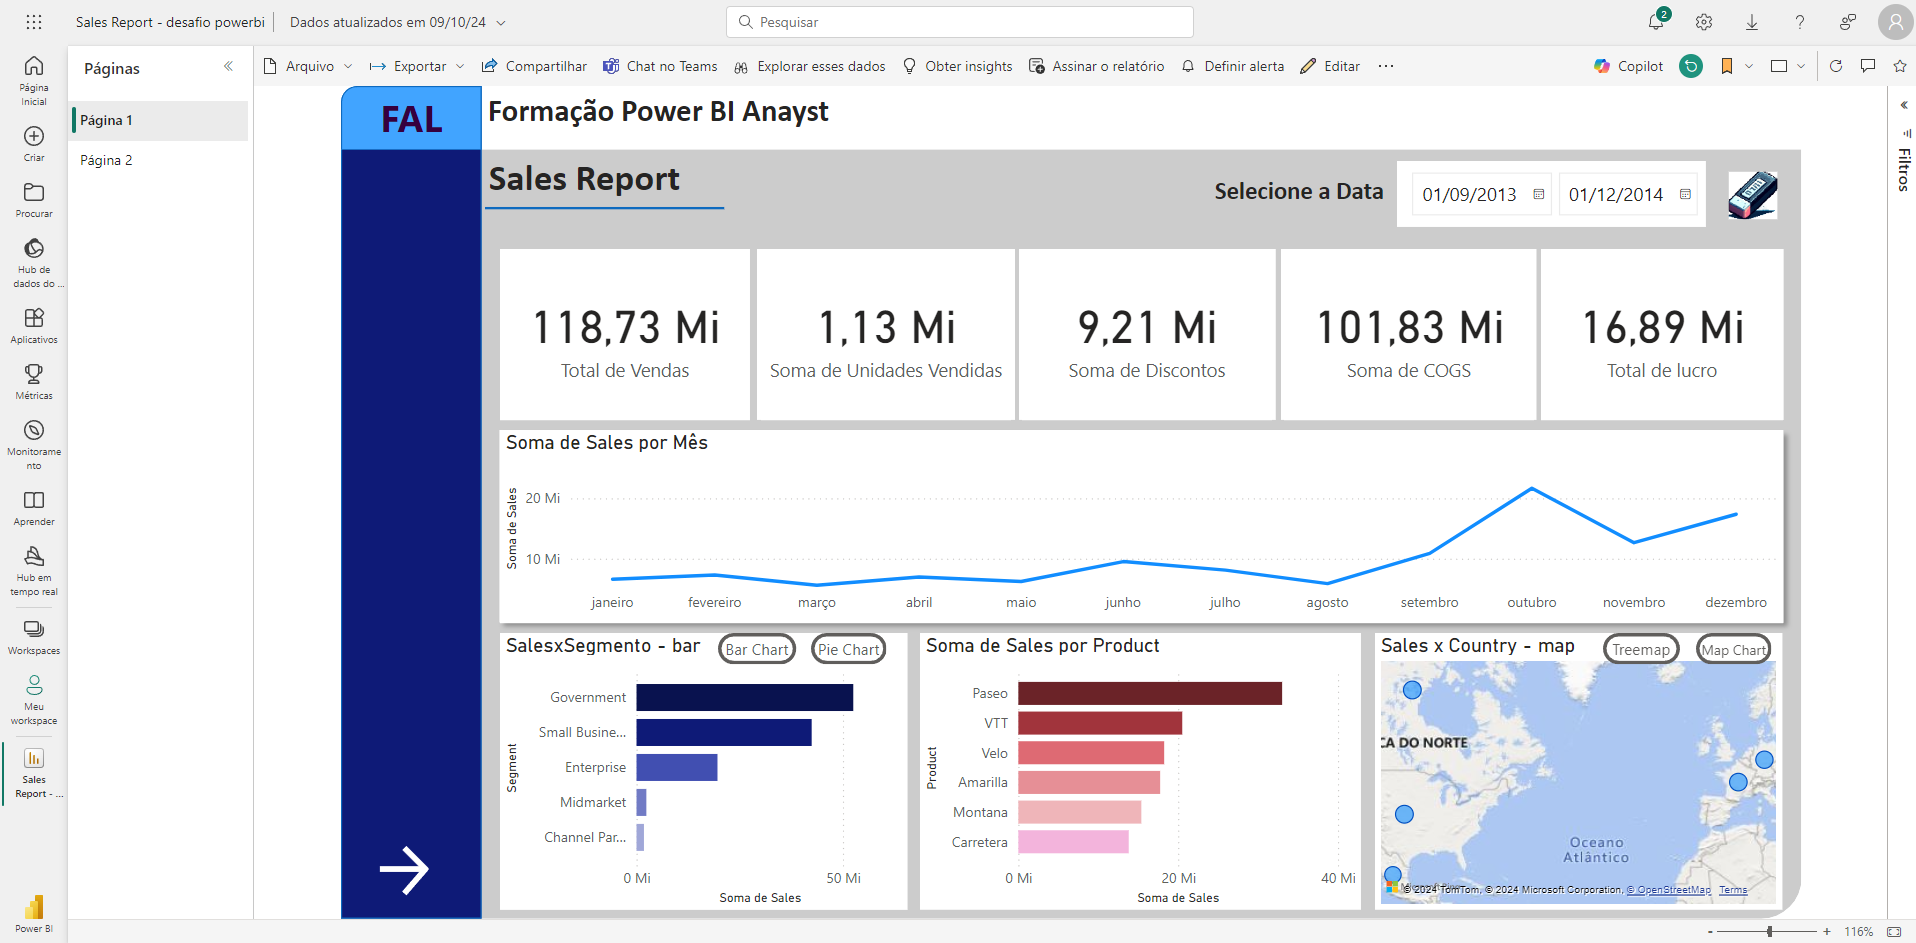 Sales Report - desafio powerbi
Dados atualizados em 09/10/24
Pesquisar
2
Página Inicial
Criar
Procurar
Hub de dados do ...
Aplicativos
Métricas
Monitorame nto
Aprender
Hub em tempo real
Workspaces
Meu workspace
Sales Report - ...
Power BI
Páginas
Página 1
Página 2
Arquivo
Exportar
Compartilhar
Chat no Teams
Explorar esses dados
Obter insights
Assinar o relatório
Definir alerta
Editar
Copilot
Filtros
FAL
Formação Power BI Anayst
Sales Report
Selecione a Data
01/09/2013
01/12/2014
118,73 Mi
Total de Vendas
1,13 Mi
Soma de Unidades Vendidas
9,21 Mi
Soma de Discontos
101,83 Mi
Soma de COGS
16,89 Mi
Total de lucro
Soma de Sales por Mês
Soma de Sales
20 Mi
10 Mi
janeiro fevereiro março abril maio junho julho agosto setembro outubro novembro dezembro
SalesxSegmento - bar
Bar Chart
Pie Chart
Segment
Government
Small Busine...
Enterprise
Midmarket
Channel Par...
0 Mi 50 Mi
Soma de Sales
Soma de Sales por Product
Product
Paseo
VTT
Velo
Amarilla
Montana
Carretera
0 Mi 20 Mi 40 Mi
Soma de Sales
Sales x Country - map
Treemap
Map Chart
CA DO NORTE
Oceano
Atlântico
© 2024 TomTom, © 2024 Microsoft Corporation, © OpenStreetMap Terms
- + 116%